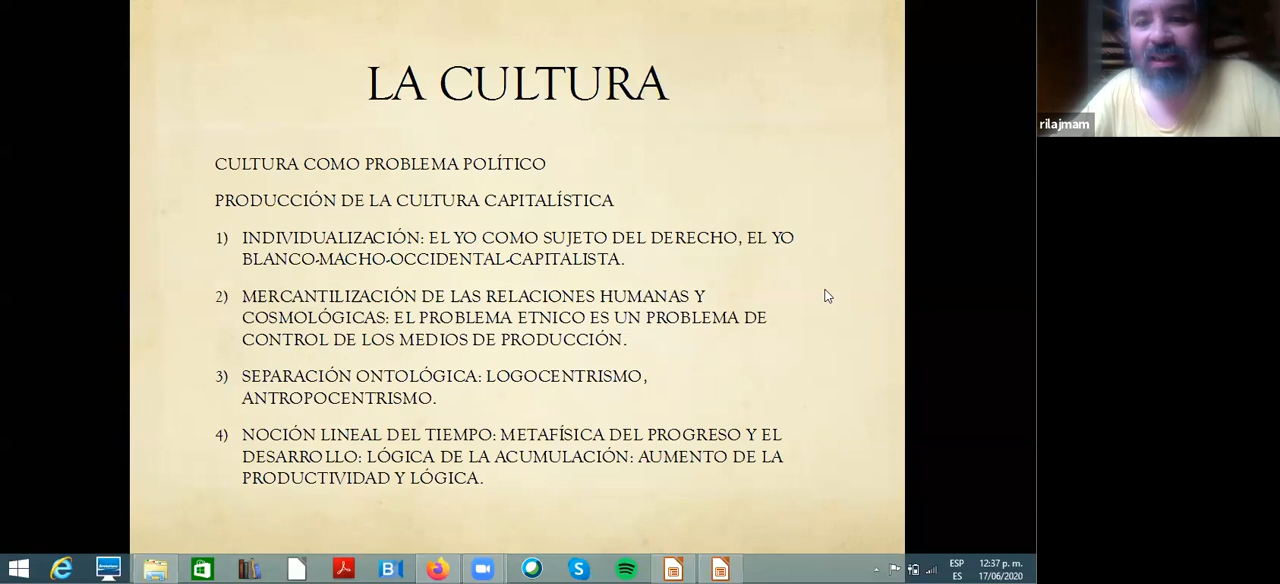 LA CULTURA
CULTURA COMO PROBLEMA POLÍTICO
PRODUCCIÓN DE LA CULTURA CAPITALÍSTICA
1) INDIVIDUALIZACIÓN: EL YO COMO SUJETO DEL DERECHO, EL YO
BLANCO-MACHO-OCCIDENTAL-CAPITALISTA.
2) MERCANTILIZACIÓN DE LAS RELACIONES HUMANAS Y
COSMOLÓGICAS: EL PROBLEMA ETNICO ES UN PROBLEMA DE
CONTROL DE LOS MEDIOS DE PRODUCCIÓN.
3) SEPARACIÓN ONTOLÓGICA: LOGOCENTRISMO,
ANTROPOCENTRISMO.
4) NOCIÓN LINEAL DEL TIEMPO: METAFÍSICA DEL PROGRESO Y EL
DESARROLLO: LÓGICA DE LA ACUMULACIÓN: AUMENTO DE LA
PRODUCTIVIDAD Y LÓGICA.
rilajmam
ESP 12:37 p. m.
ES 17/06/2020